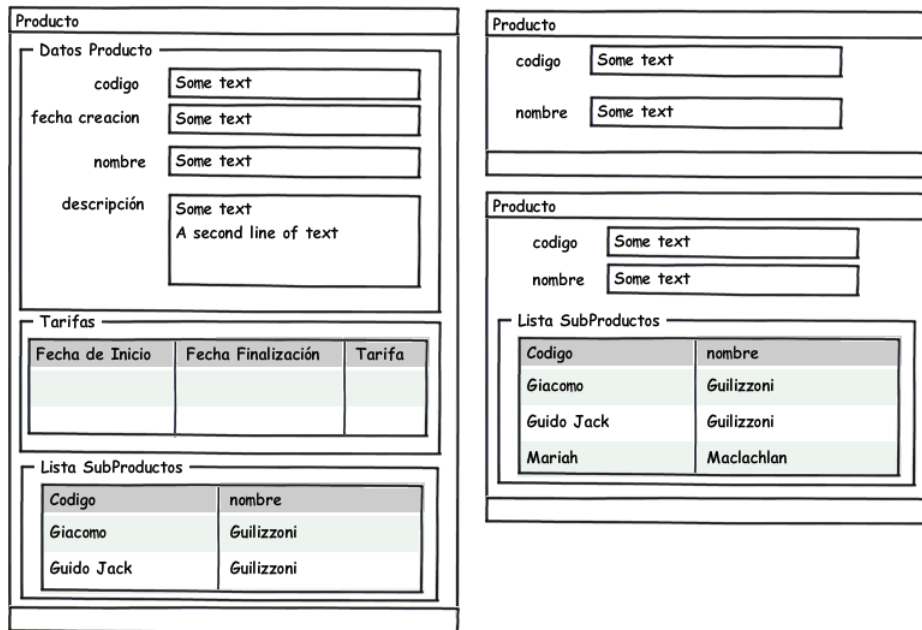 Producto
Datos Producto
codigo Some text
fecha creacion Some text
nombre Some text
descripción Some text
A second line of text
Tarifas
Fecha de Inicio Fecha Finalización Tarifa
Lista SubProductos
Codigo nombre
Giacomo Guilizzoni
Guido Jack Guilizzoni
Producto
codigo Some text
nombre Some text
Producto
codigo Some text
nombre Some text
Lista SubProductos
Codigo nombre
Giacomo Guilizzoni
Guido Jack Guilizzoni
Mariah Maclachlan